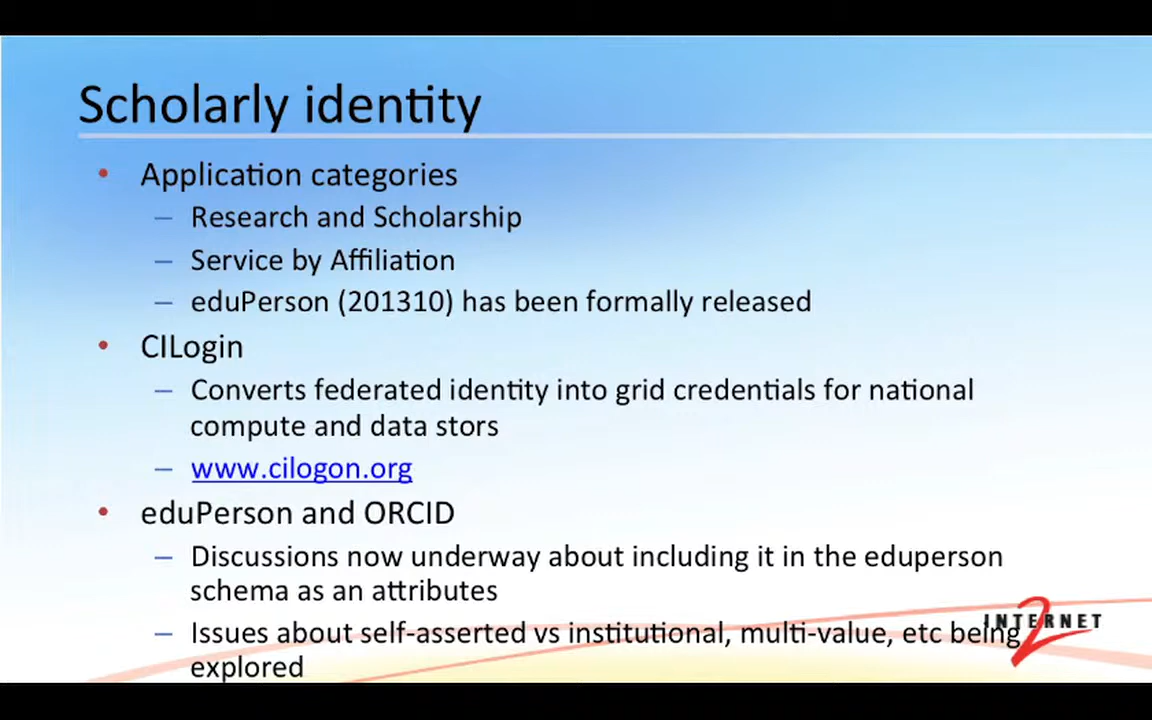 Scholarly identity
• Application categories
– Research and Scholarship
– Service by Affiliation
– eduPerson (201310) has been formally released
• CILogin
– Converts federated identity into grid credentials for national
compute and data stors
– www.cilogon.org
• eduPerson and ORCID
– Discussions now underway about including it in the eduperson
schema as an attributes
– Issues about self-asserted vs institutional, multi-value, etc being
explored
INTERNET 2